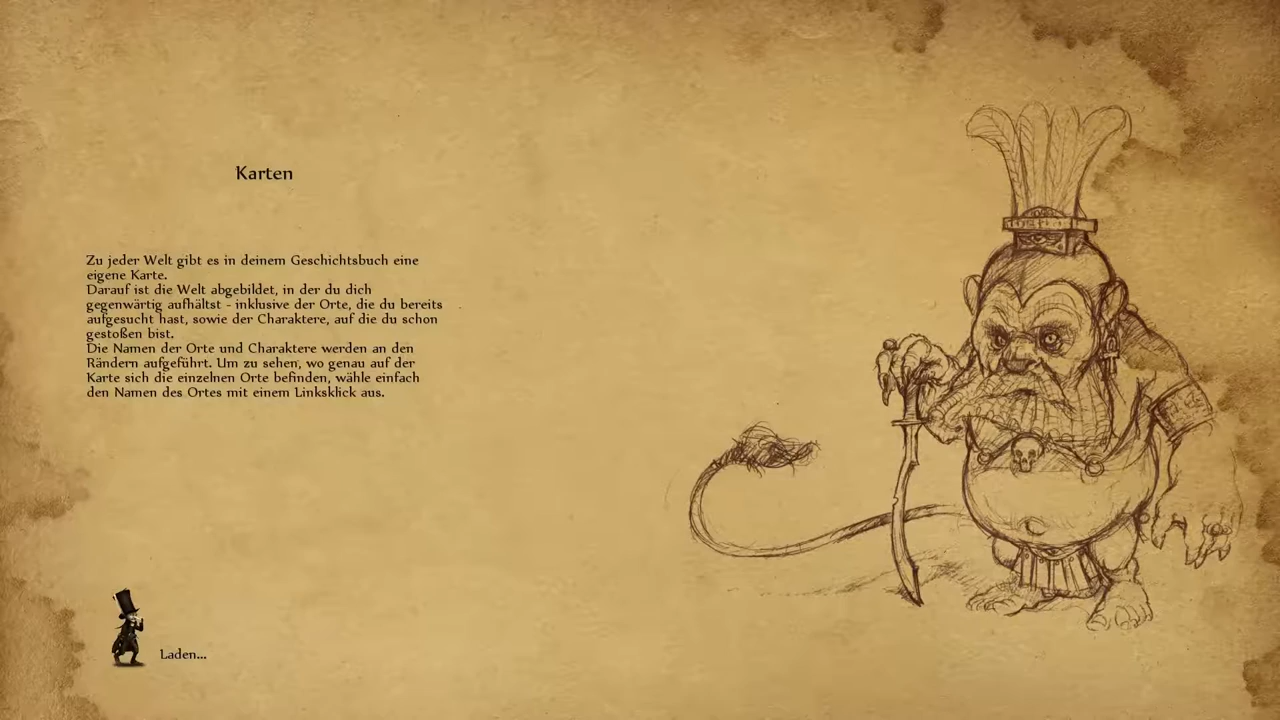 Karten
Zu jeder Welt gibt es in deinem Geschichtsbuch eine
eigene Karte.
Darauf ist die Welt abgebildet, in der du dich
gegenwärtig aufhältst - inklusive der Orte, die du bereits
aufgesucht hast, sowie der Charaktere, auf die du schon
gestoßen bist.
Die Namen der Orte und Charaktere werden an den
Rändern aufgeführt. Um zu sehen, wo genau auf der
Karte sich die einzelnen Orte befinden, wähle einfach
den Namen des Ortes mit einem Linksklick aus.
Laden...